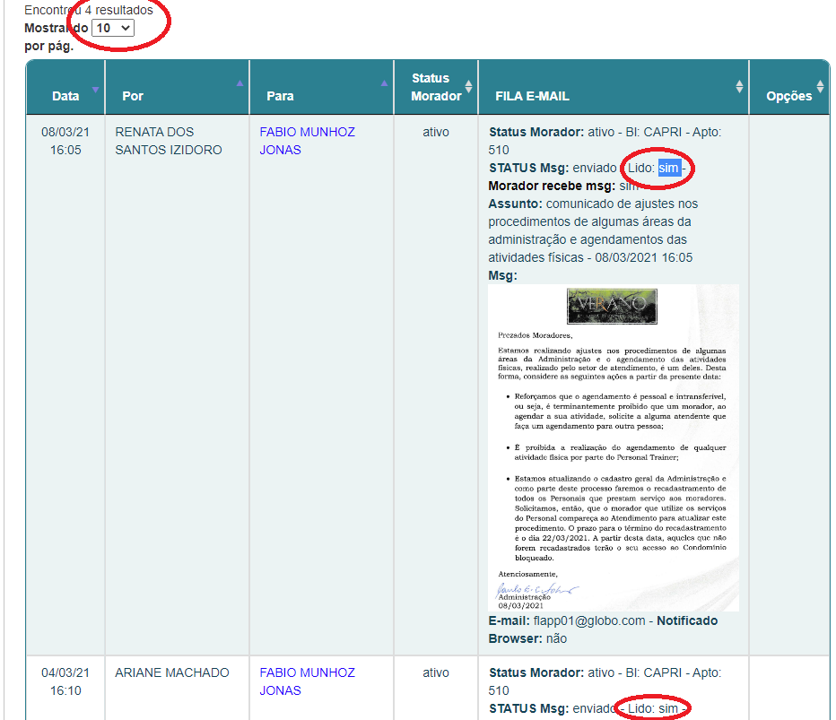 Encontrou 4 resultados
Mostrando 10
por pág.
Data Por Para Status Morador FILA E-MAIL Opções
08/03/21 16:05
RENATA DOS SANTOS IZIDORO
FABIO MUNHOZ JONAS
ativo
Status Morador: ativo - Bl: CAPRI - Apto:
510
STATUS Msg: enviado - Lido: sim -
Morador recebe msg: sim
Assunto: comunicado de ajustes nos
procedimentos de algumas áreas da
administração e agendamentos das
atividades físicas - 08/03/2021 16:05
Msg:
VERANO
Prezados Moradores,
Estamos realizando ajustes nos procedimentos de algumas
áreas da Administração e o agendamento das atividades
físicas, realizado pelo setor de atendimento, é um deles. Desta
forma, considere as seguintes ações a partir da presente data:
• Reforçamos que o agendamento é pessoal e intransferível,
ou seja, é terminantemente proibido que um morador, ao
agendar a sua atividade, solicite a alguma atendente que
faça um agendamento para outra pessoa;
• É proibida a realização do agendamento de qualquer
atividade física por parte do Personal Trainer;
• Estamos atualizando o cadastro geral da Administração e
como parte deste processo faremos o recadastramento de
todos os Personais que prestam serviço aos moradores.
Solicitamos, então, que o morador que utilize os serviços
do Personal compareça ao Atendimento para atualizar este
procedimento. O prazo para o término do recadastramento
é o dia 22/03/2021. A partir desta data, aqueles que não
forem recadastrados terão o seu acesso ao Condomínio
bloqueado.
Atenciosamente,
Administração
08/03/2021
E-mail: flapp01@globo.com - Notificado
Browser: não
04/03/21 16:10
ARIANE MACHADO
FABIO MUNHOZ JONAS
ativo
Status Morador: ativo - Bl: CAPRI - Apto:
510
STATUS Msg: enviado - Lido: sim -